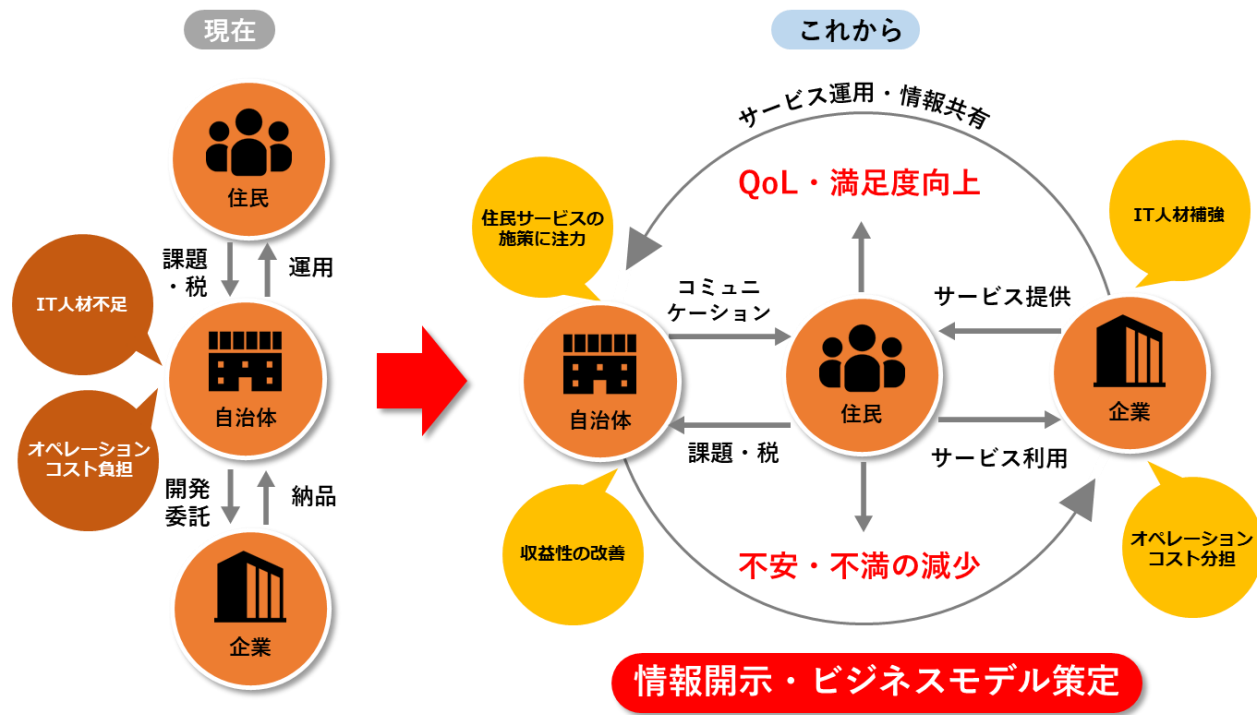 現在
住民
課題
・税
運用
IT人材不足
自治体
オペレーション
コスト負担
開発
委託
納品
企業
これから
サービス運用・情報共有
QoL・満足度向上
住民サービスの
施策に注力
IT人材補強
コミュニ
ケーション
サービス提供
自治体
住民
企業
課題・税
サービス利用
収益性の改善
不安・不満の減少
オペレーション
コスト分担
情報開示・ビジネスモデル策定